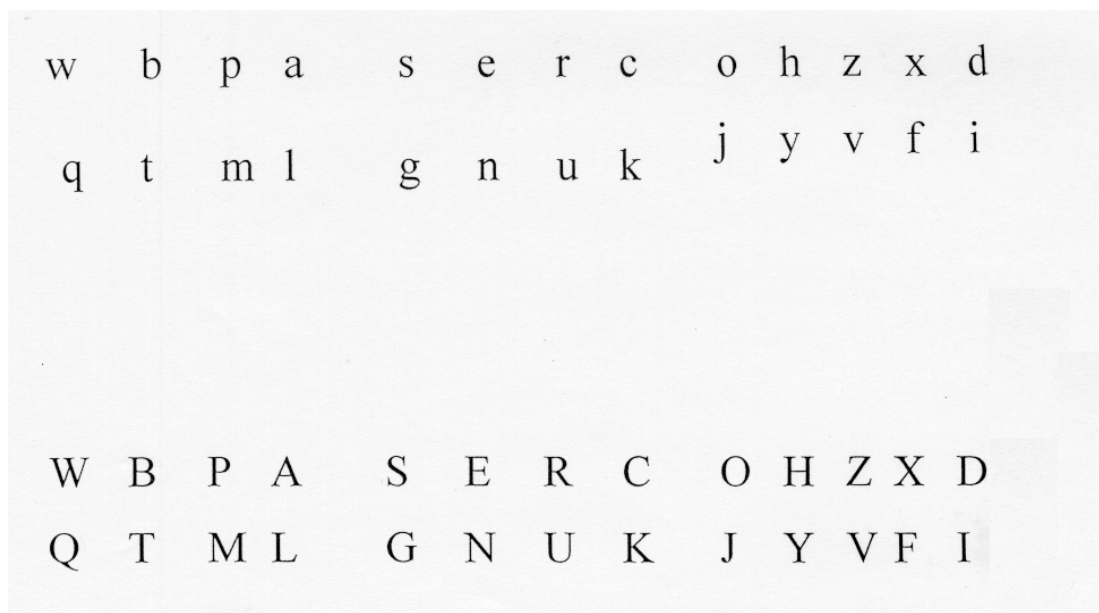 w b p a s e r c o h z x d
q t m l g n u k j y v f i
W B P A S E R C O H Z X D
Q T M L G N U K J Y V F I